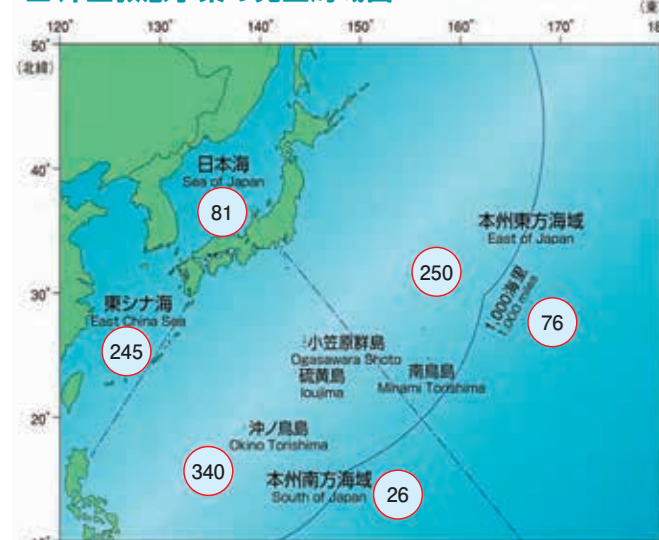 120° 130° 140° 150° 160° 170°
50°
(北緯)
40°
日本海
Sea of Japan
81
本州東方海域
East of Japan
250
30°
東シナ海
East China Sea
245
1,000海里
1,000 miles
76
小笠原群島
Ogasawara Shoto
硫黄島
Ioujima
南鳥島
Minami Torishima
20°
沖ノ鳥島
Okino Torishima
340
本州南方海域
South of Japan
26